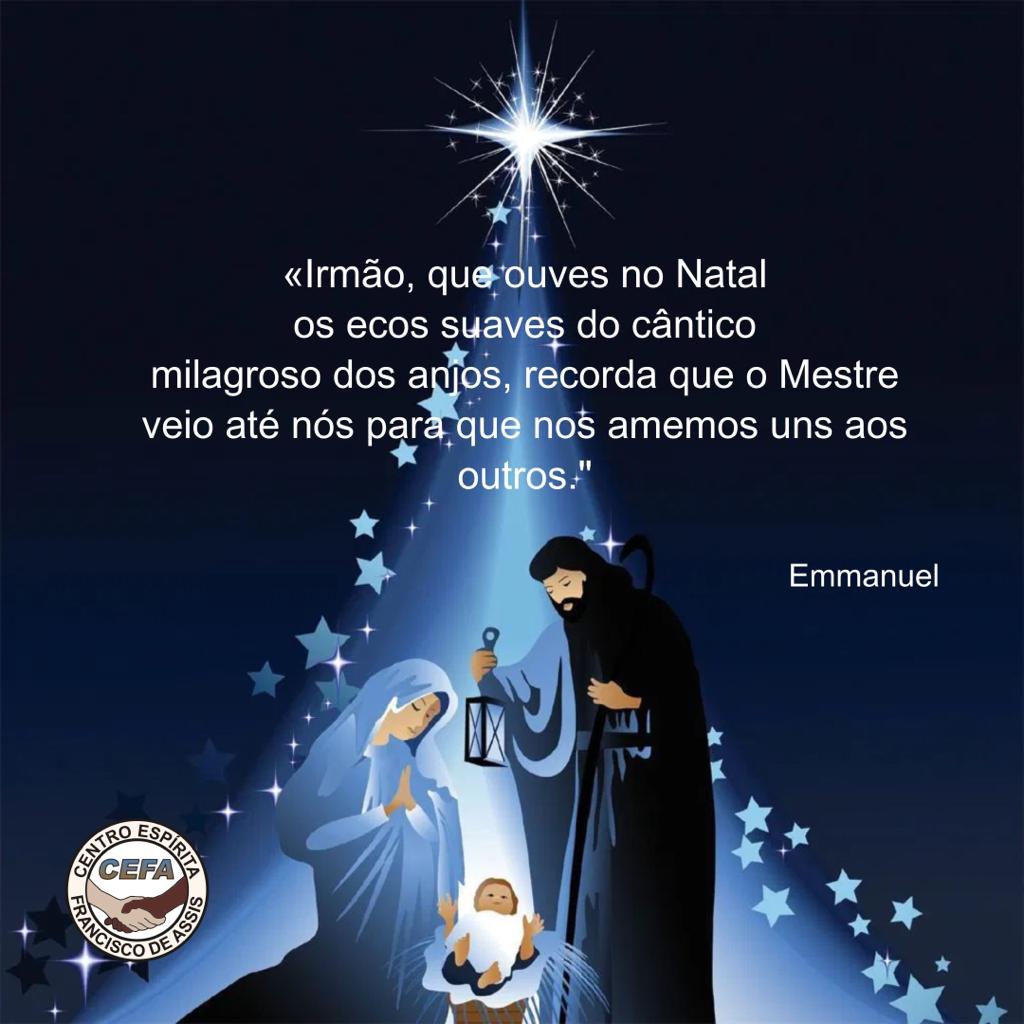 «Irmão, que ouves no Natal
os ecos suaves do cântico
milagroso dos anjos, recorda que o Mestre
veio até nós para que nos amemos uns aos
outros."
Emmanuel
CENTRO ESPÍRITA
CEFA
FRANCISCO DE ASSIS